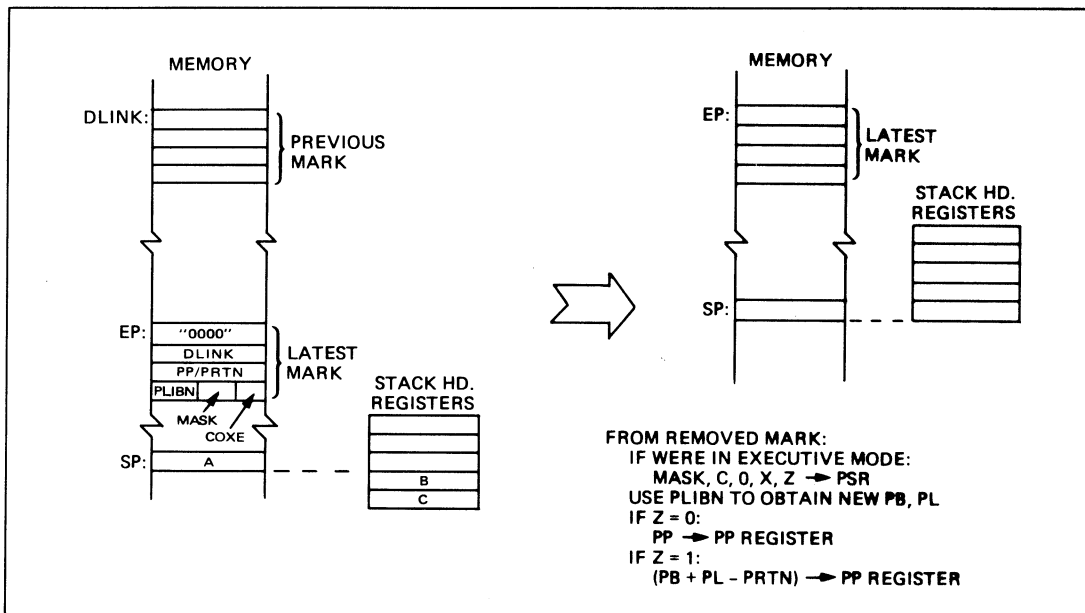 MEMORY
DLINK:
PREVIOUS
MARK
EP:
"0000"
DLINK
PP/PRTN
PLIBN
MASK
COXE
LATEST
MARK
SP:
A
STACK HD.
REGISTERS
B
C
MEMORY
EP:
LATEST
MARK
STACK HD.
REGISTERS
SP:
FROM REMOVED MARK:
IF WERE IN EXECUTIVE MODE:
MASK, C, 0, X, Z → PSR
USE PLIBN TO OBTAIN NEW PB, PL
IF Z = 0:
PP → PP REGISTER
IF Z = 1:
(PB + PL – PRTN) → PP REGISTER